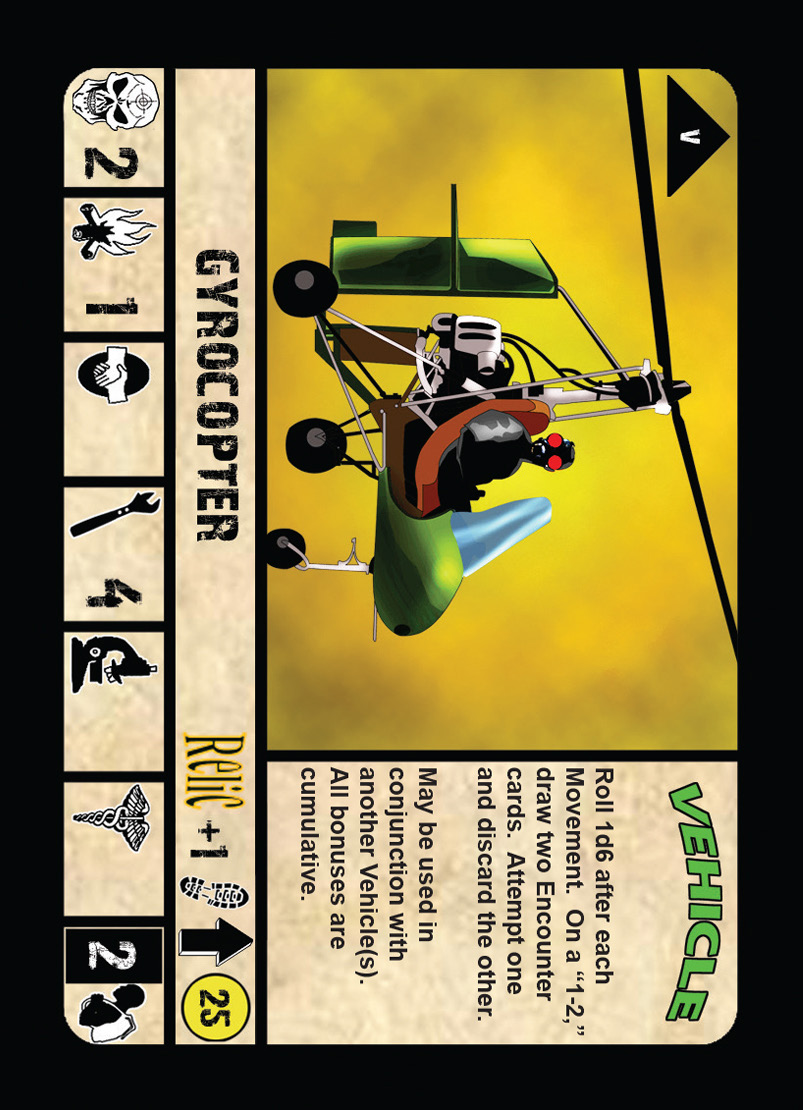 V
VEHICLE
Roll 1d6 after each
Movement. On a “1-2,”
draw two Encounter
cards. Attempt one
and discard the other.
May be used in
conjunction with
another Vehicle(s).
All bonuses are
cumulative.
GYROCOPTER
Relic +1 25
2 1 4 2